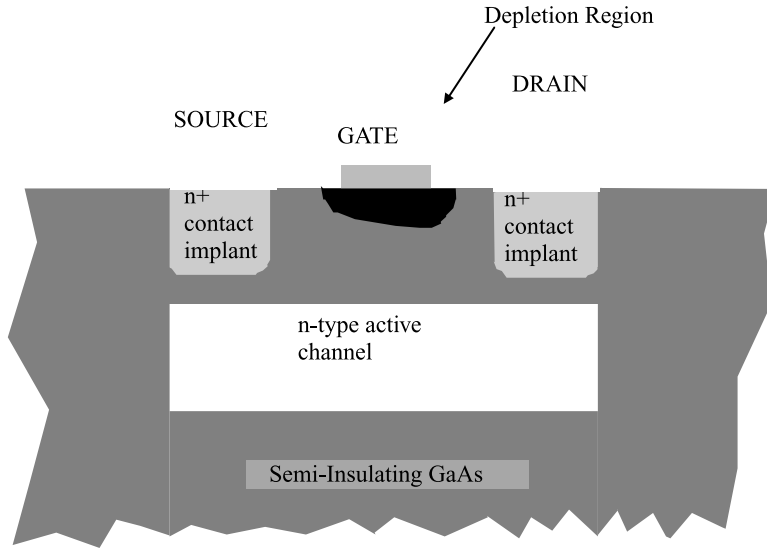 Depletion Region
DRAIN
SOURCE
GATE
n+
contact
implant
n+
contact
implant
n-type active
channel
Semi-Insulating GaAs